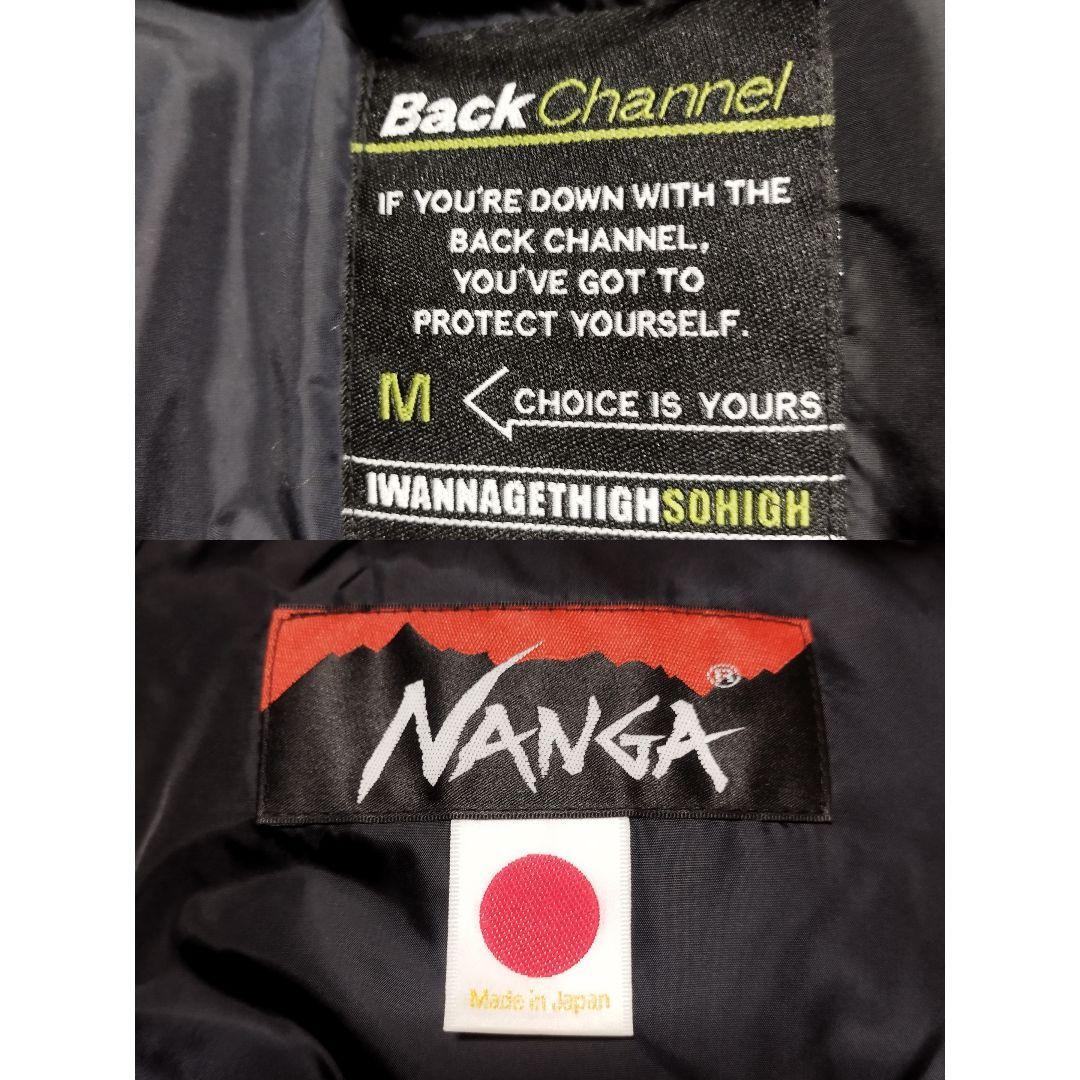 Back Channel
IF YOU'RE DOWN WITH THE
BACK CHANNEL,
YOU'VE GOT TO
PROTECT YOURSELF.
M CHOICE IS YOURS
IWANNAGETHIGHSOHIGH
NANGA®
Made in Japan